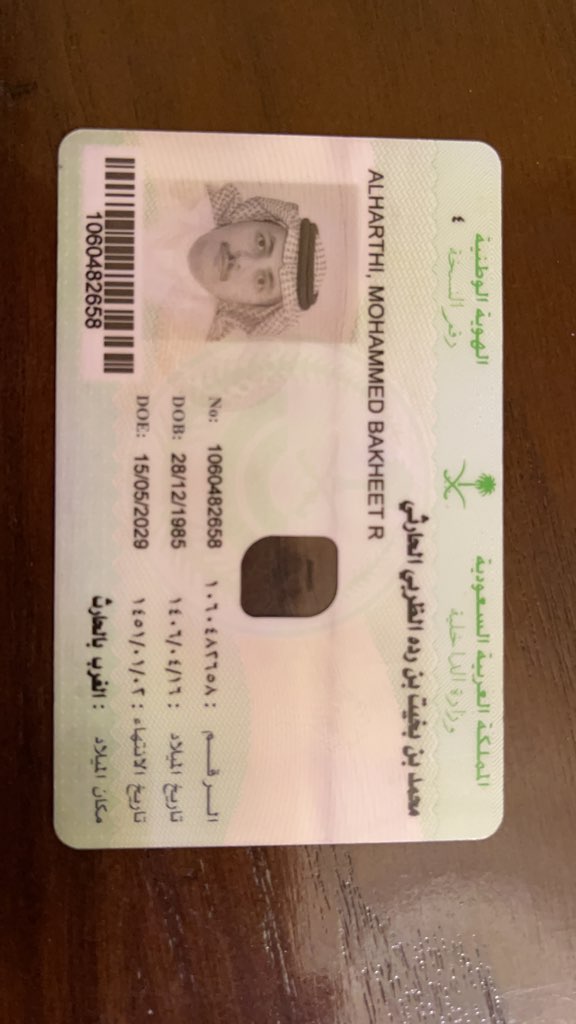 المملكة العربية السعودية
وزارة الداخلية
الهوية الوطنية
رقم النسخة ٤
محمد بن بخيت بن رده الظربي الحارثي
ALHARTHI, MOHAMMED BAKHEET R
No: 1060482658 الرقم : ١٠٦٠٤٨٢٦٥٨
DOB: 28/12/1985 تاريخ الميلاد : ١٤٠٦/٠٤/١٦
DOE: 15/05/2029 تاريخ الانتهاء : ١٤٥١/٠١/٠٢
مكان الميلاد : بالحارث
1060482658